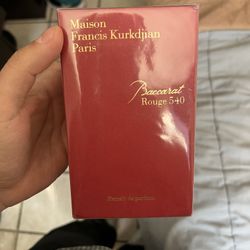 Maison
Francis Kurkdjian
Paris
Baccarat
Rouge 540
Extrait de parfum